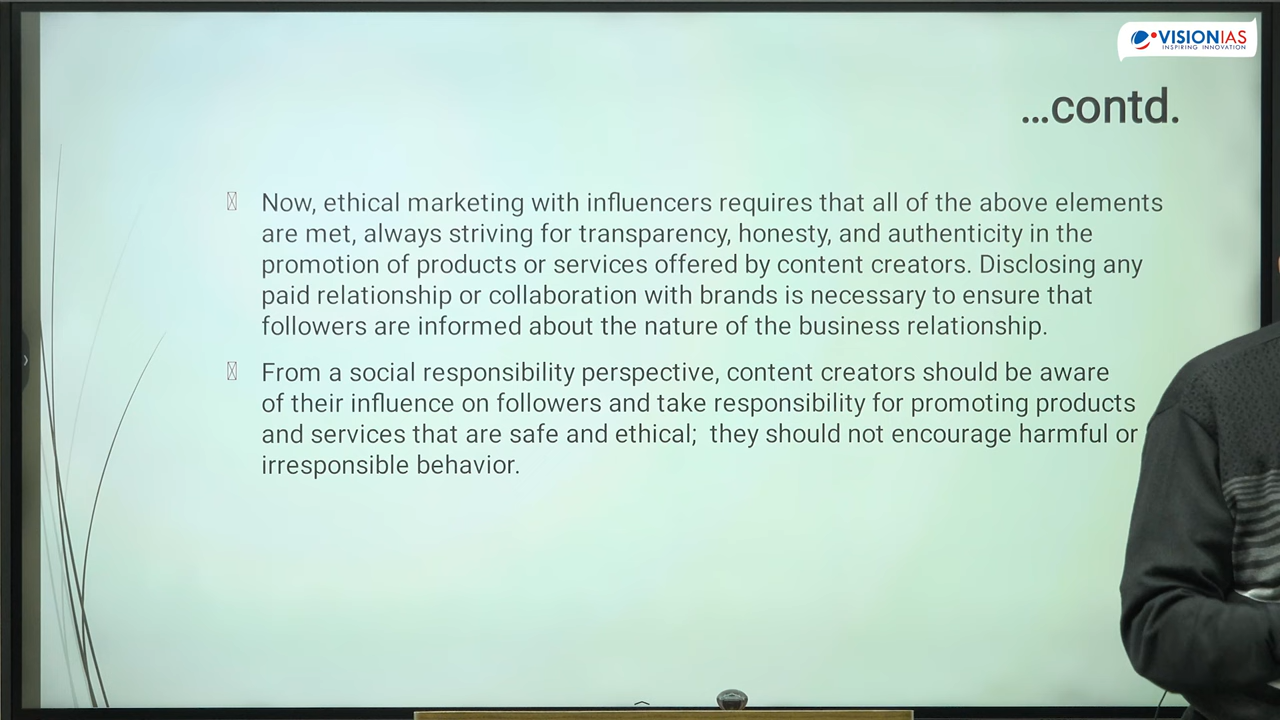 VISIONIAS
INSPIRING INNOVATION
...contd.
Now, ethical marketing with influencers requires that all of the above elements
are met, always striving for transparency, honesty, and authenticity in the
promotion of products or services offered by content creators. Disclosing any
paid relationship or collaboration with brands is necessary to ensure that
followers are informed about the nature of the business relationship.
From a social responsibility perspective, content creators should be aware
of their influence on followers and take responsibility for promoting products
and services that are safe and ethical;  they should not encourage harmful or
irresponsible behavior.